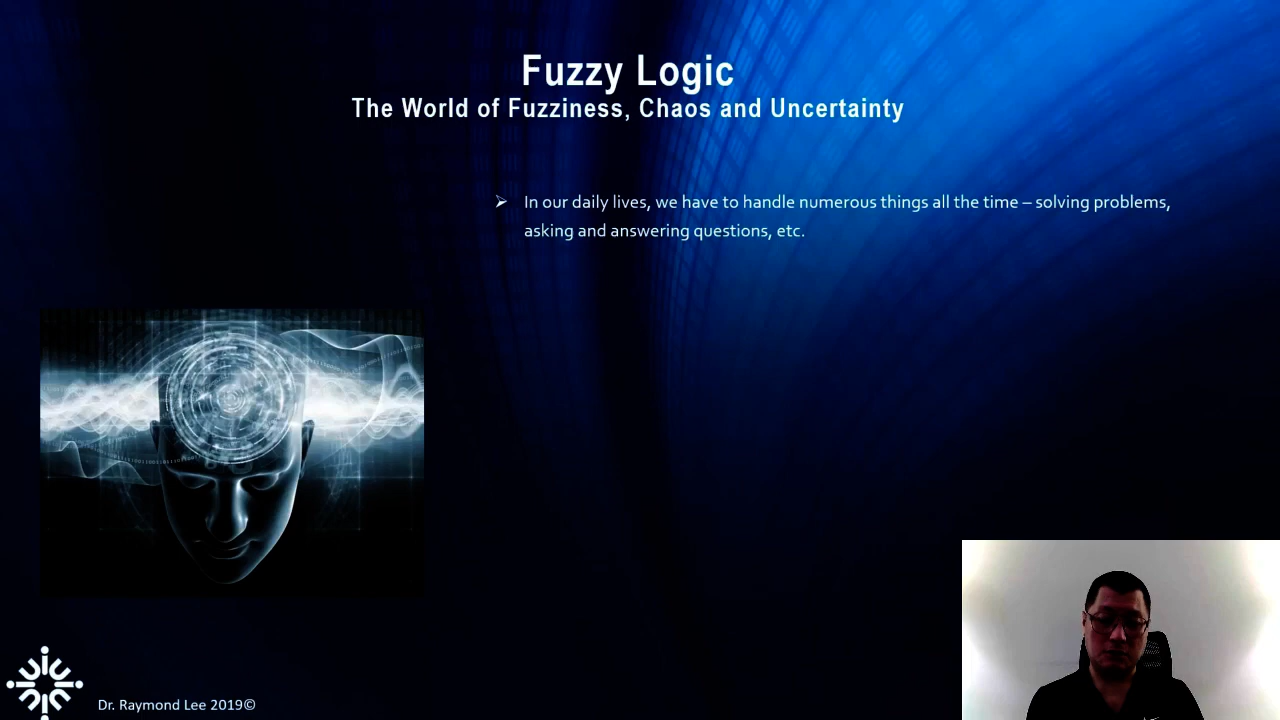 Fuzzy Logic
The World of Fuzziness, Chaos and Uncertainty
➢ In our daily lives, we have to handle numerous things all the time – solving problems,
asking and answering questions, etc.
Dr. Raymond Lee 2019©